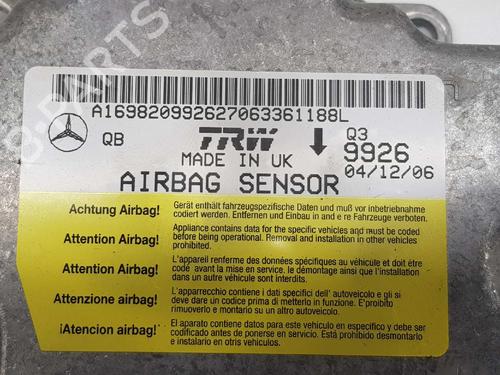 A1698209926270633611 88L
QB
TRW
Q3
MADE IN UK
9926
AIRBAG SENSOR
04/12/06
Achtung Airbag!
Gerät enthält fahrzeugspezifische Daten und muß vor Inbetriebnahme
codiert werden. Entfernen und Einbau in and e re Fahrzeuge verboten.
Attention Airbag!
Appliance contains data for the specific vehicles and must be coded
before being operational. Removal and installation in other vehicles
prohibited.
Attention Airbag!
L'appareil renferme des données spécifiques au véhicule et doit être
codé avant la mise en service. le démontage ainsi que l'installation
dans un autre véhicule sont interdit.
Attenzione airbag!
L'apparecchio contiene i dati specifici dell' autoveicolo e gli si
deve dare un codice prima di metterlo in funzione. E'proibito
rimuoverlo e montarlo su un altro autoveicolo.
¡Atencion airbag!
El aparato contiene datos para este vehículo en especifico y debe
codificado antes de ponerse en servicio. Está prohibido desmontarlo
e instalarlo en otro vehículo.